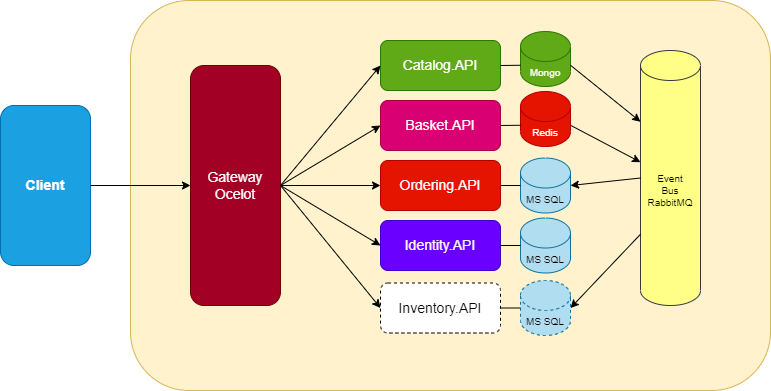 Client
Gateway
Ocelot
Catalog.API
Mongo
Basket.API
Redis
Ordering.API
MS SQL
Identity.API
MS SQL
Inventory.API
MS SQL
Event
Bus
RabbitMQ